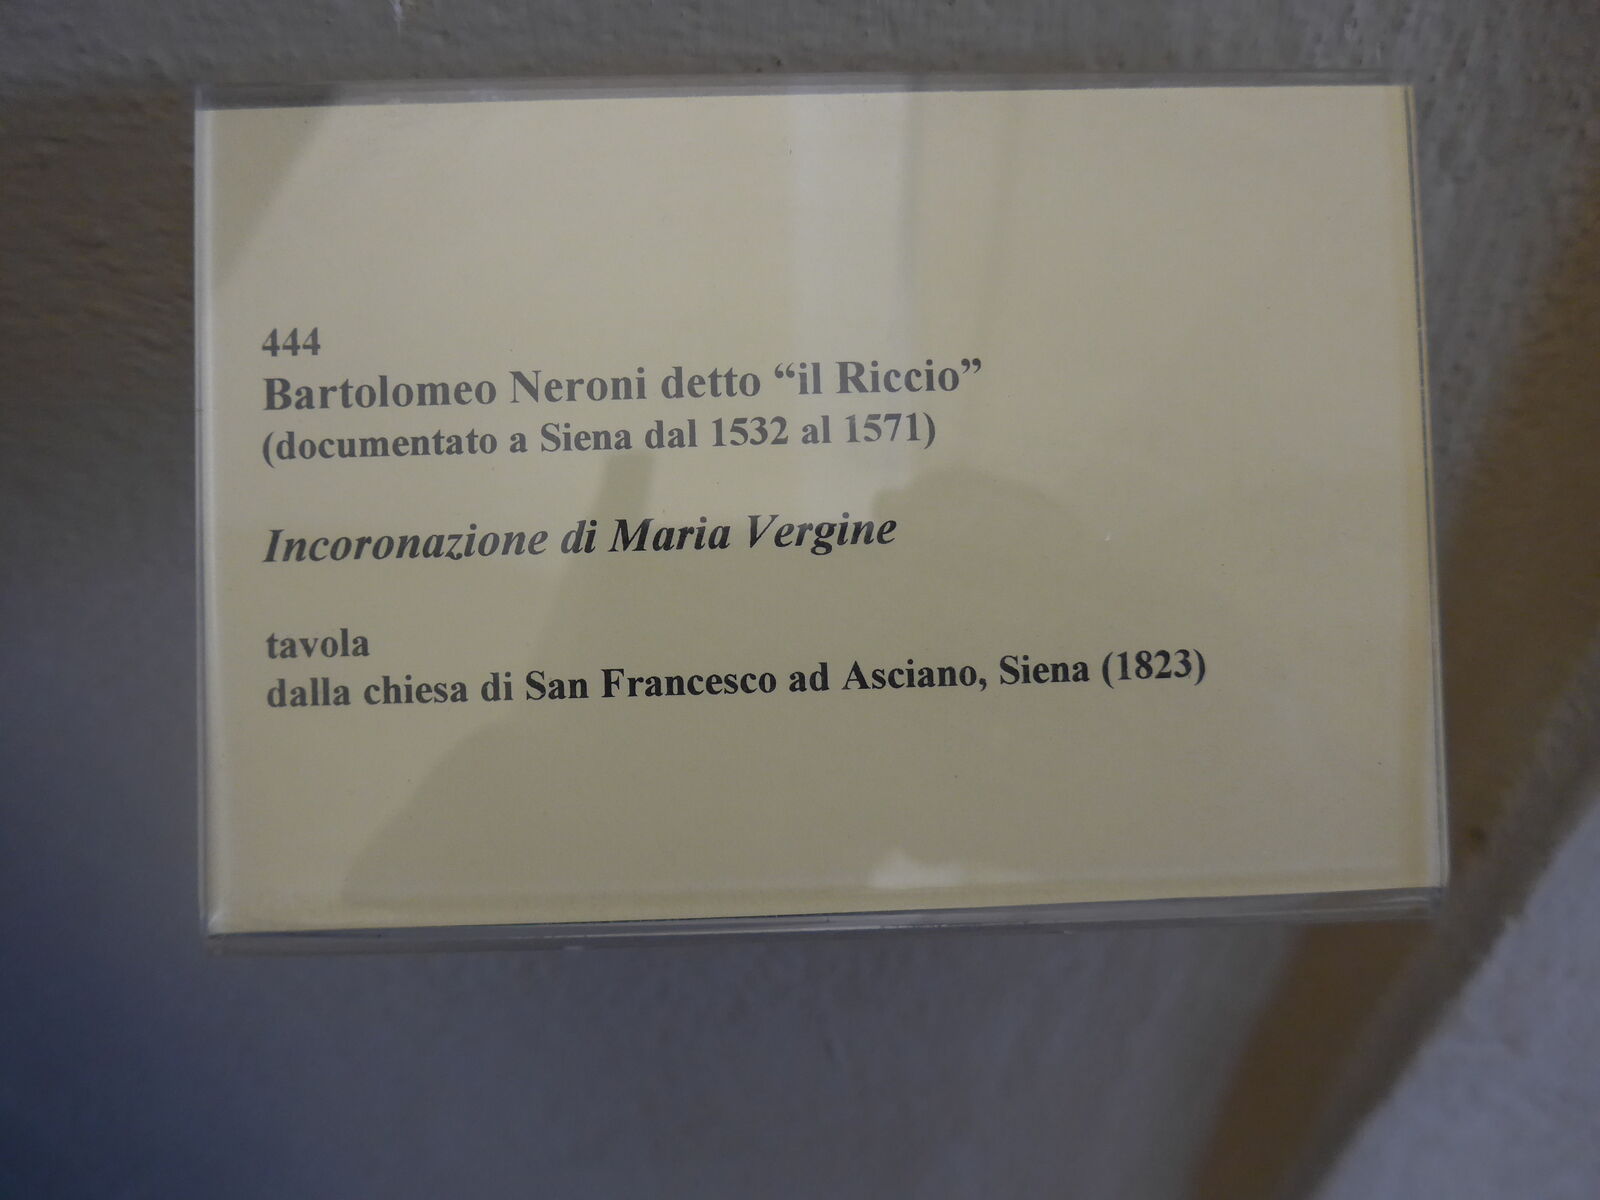 444
Bartolomeo Neroni detto “il Riccio”
(documentato a Siena dal 1532 al 1571)
Incoronazione di Maria Vergine
tavola
dalla chiesa di San Francesco ad Asciano, Siena (1823)